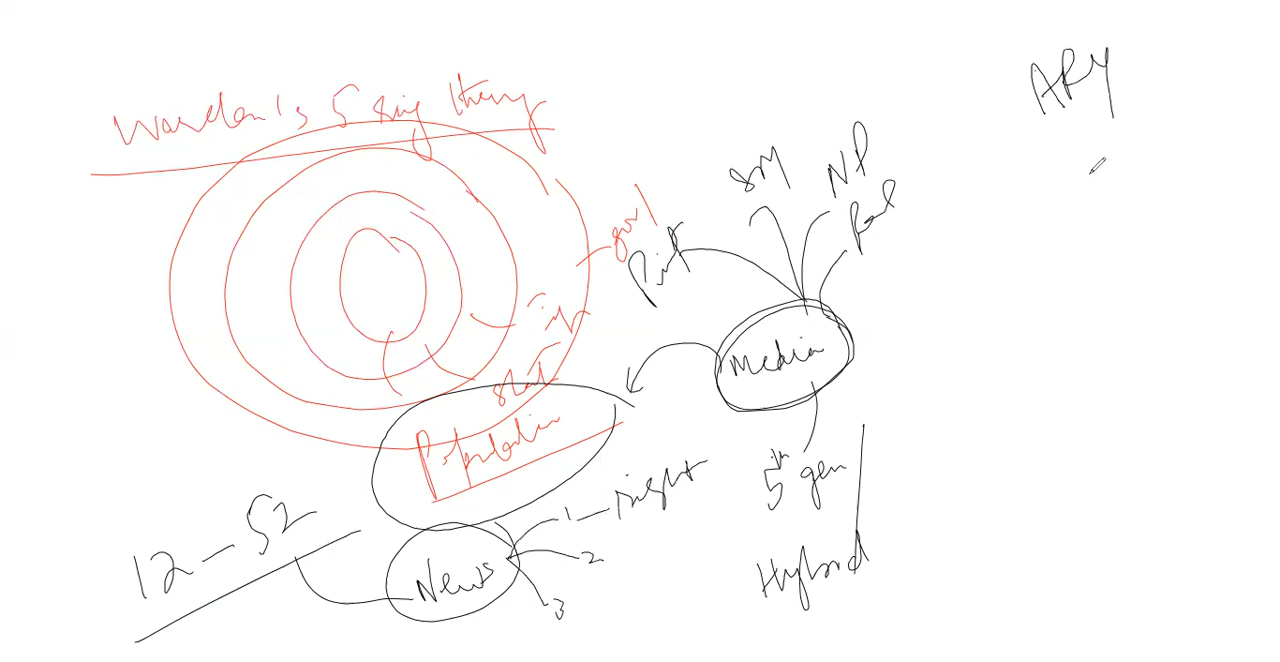 Warden's 5 ring theory
ARY
SM
NP
Print
gov/
Media
Population
5th gen
12-52
1 - might
News
2
3
Hybrid